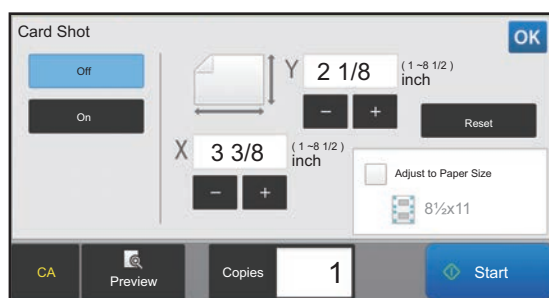 Card Shot
OK
Off
On
Y 2 1/8 (1~8 1/2) inch
- +
Reset
X 3 3/8 (1~8 1/2) inch
- +
Adjust to Paper Size
8½x11
CA
Preview
Copies
1
Start